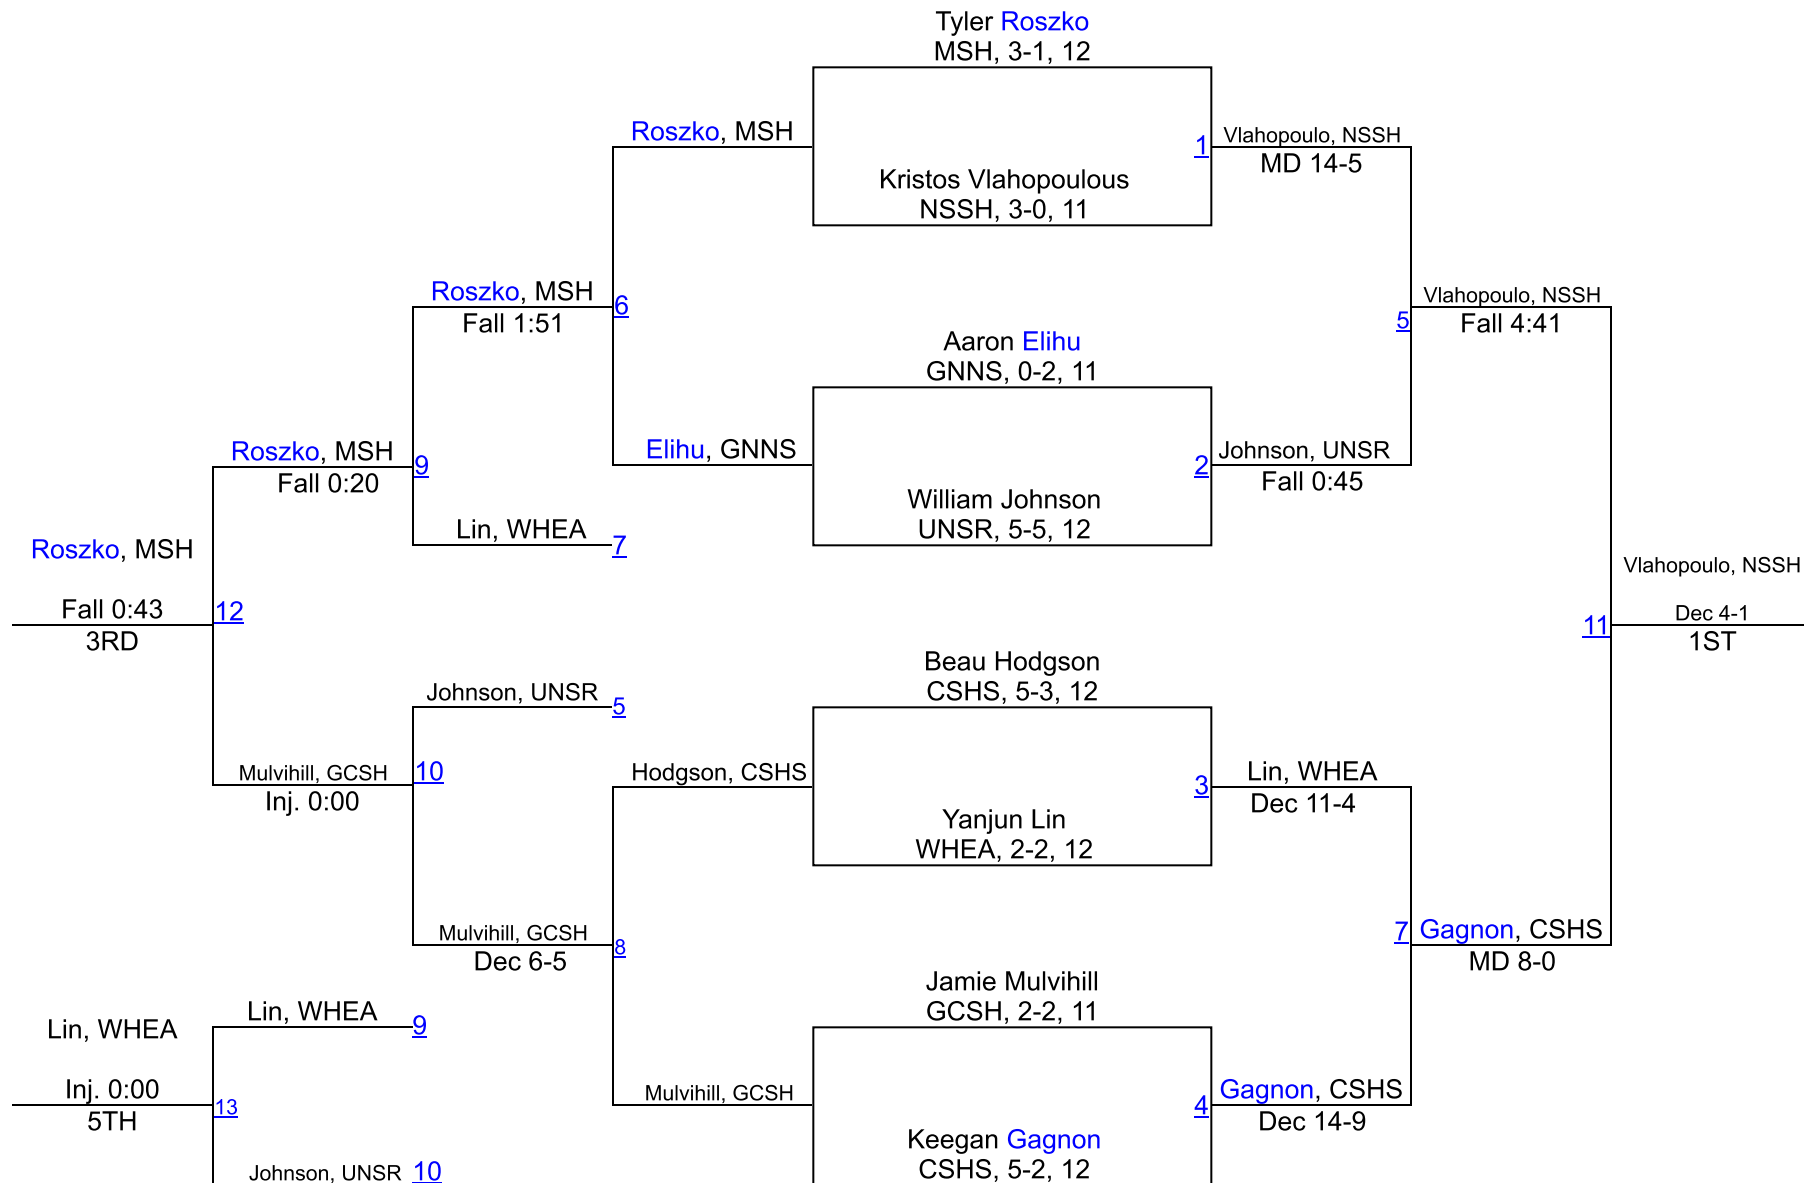 Tyler Roszko
MSH, 3-1, 12
Roszko, MSH
1
Vlahopoulo, NSSH
MD 14-5
Kristos Vlahopoulous
NSSH, 3-0, 11
Roszko, MSH
Fall 1:51
6
Vlahopoulo, NSSH
Fall 4:41
5
Aaron Elihu
GNNS, 0-2, 11
Roszko, MSH
Fall 0:20
9
Elihu, GNNS
2
Johnson, UNSR
Fall 0:45
William Johnson
UNSR, 5-5, 12
Lin, WHEA
7
Roszko, MSH
Fall 0:43
3RD
12
Vlahopoulo, NSSH
Dec 4-1
1ST
11
Beau Hodgson
CSHS, 5-3, 12
Johnson, UNSR
5
Mulvihill, GCSH
Inj. 0:00
10
Hodgson, CSHS
3
Lin, WHEA
Dec 11-4
Yanjun Lin
WHEA, 2-2, 12
Mulvihill, GCSH
Dec 6-5
8
7
Gagnon, CSHS
MD 8-0
Jamie Mulvihill
GCSH, 2-2, 11
Lin, WHEA
9
Lin, WHEA
Inj. 0:00
5TH
13
Mulvihill, GCSH
4
Gagnon, CSHS
Dec 14-9
Keegan Gagnon
CSHS, 5-2, 12
Johnson, UNSR
10